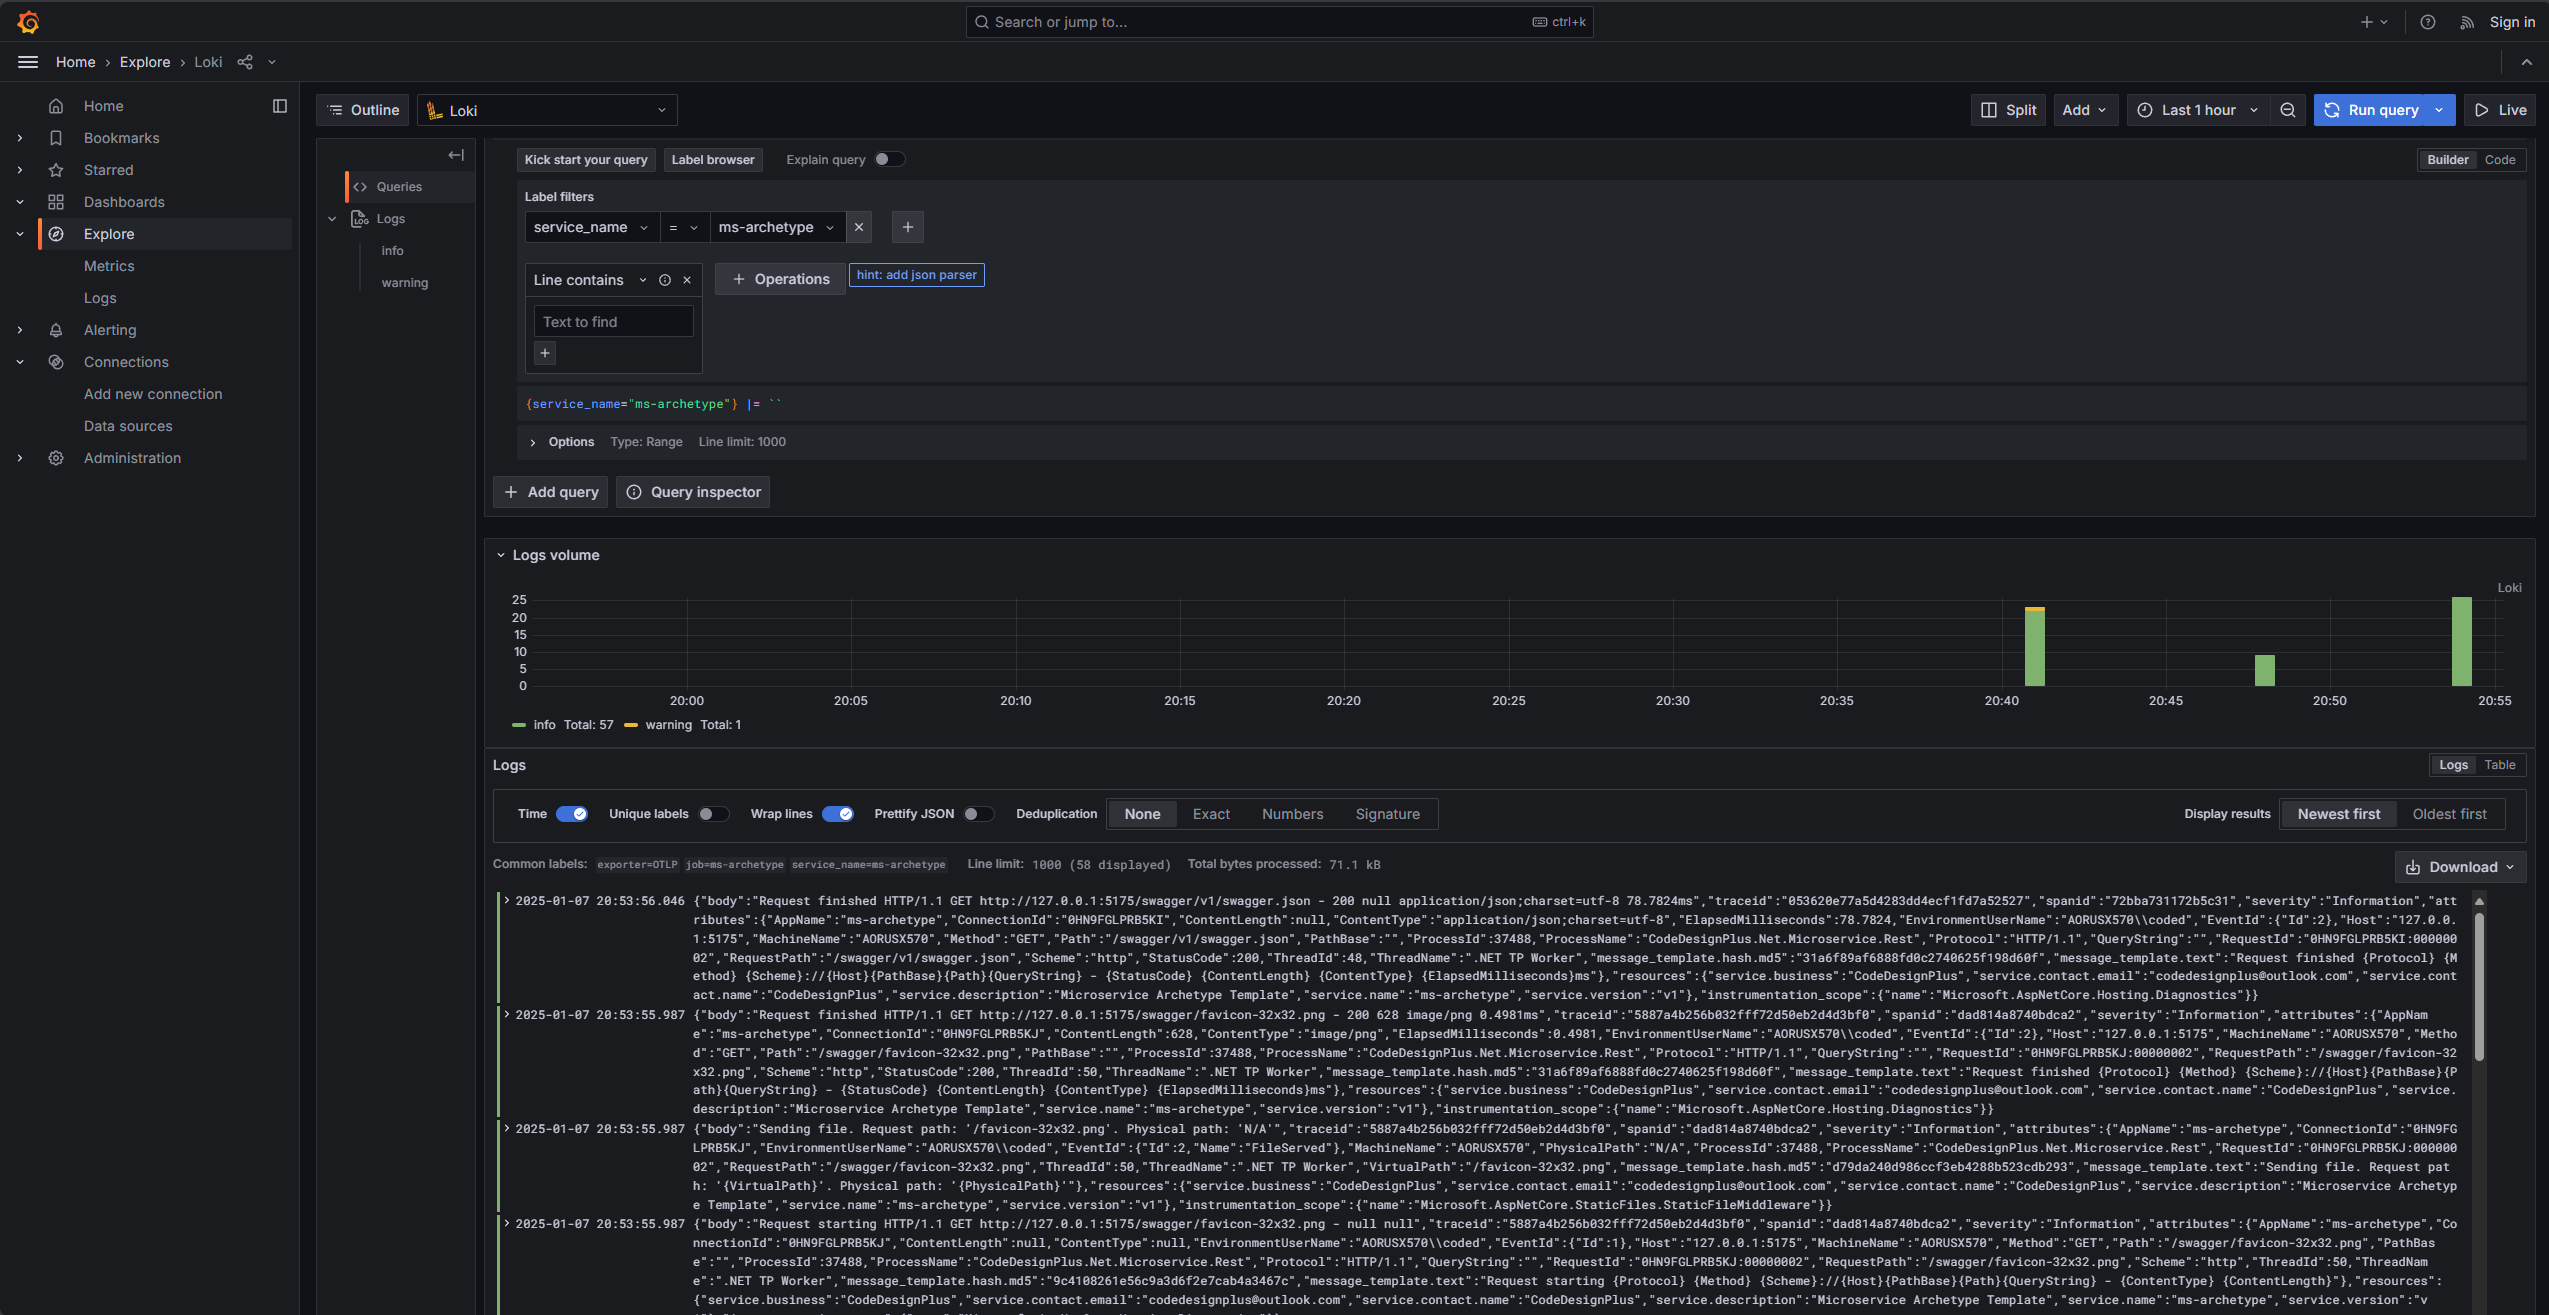 Search or jump to...
ctrl+k
Sign in
Home
Explore
Loki
Home
Bookmarks
Starred
Dashboards
Explore
Metrics
Logs
Alerting
Connections
Add new connection
Data sources
Administration
Outline
Loki
Split
Add
Last 1 hour
Run query
Live
Queries
Logs
info
warning
Kick start your query
Label browser
Explain query
Builder
Code
Label filters
service_name
=
ms-archetype
Line contains
Operations
hint: add json parser
Text to find
{service_name="ms-archetype"} |= ``
Options
Type: Range
Line limit: 1000
Add query
Query inspector
Logs volume
Loki
25
20
15
10
5
0
20:00 20:05 20:10 20:15 20:20 20:25 20:30 20:35 20:40 20:45 20:50 20:55
info Total: 57 warning Total: 1
Logs
Logs
Table
Time
Unique labels
Wrap lines
Prettify JSON
Deduplication
None
Exact
Numbers
Signature
Display results
Newest first
Oldest first
Common labels: exporter=OTLP job=ms-archetype service_name=ms-archetype Line limit: 1000 (58 displayed) Total bytes processed: 71.1 kB
Download
2025-01-07 20:53:56.046 {"body":"Request finished HTTP/1.1 GET http://127.0.0.1:5175/swagger/v1/swagger.json - 200 null application/json;charset=utf-8 78.7824ms","traceid":"053620e77a5d4283dd4ecf1fd7a52527","spanid":"72bba731172b5c31","severity":"Information","att
ributes":{"AppName":"ms-archetype","ConnectionId":"0HN9FGLPRB5KI","ContentLength":null,"ContentType":"application/json;charset=utf-8","ElapsedMilliseconds":78.7824,"EnvironmentUserName":"AORUSX570\\coded","EventId":{"Id":2},"Host":"127.0.0.
1:5175","MachineName":"AORUSX570","Method":"GET","Path":"/swagger/v1/swagger.json","PathBase":"","ProcessId":37488,"ProcessName":"CodeDesignPlus.Net.Microservice.Rest","Protocol":"HTTP/1.1","QueryString":"","RequestId":"0HN9FGLPRB5KI:000000
02","RequestPath":"/swagger/v1/swagger.json","Scheme":"http","StatusCode":200,"ThreadId":48,"ThreadName":".NET TP Worker","message_template.hash.md5":"31a6f89af6888fd0c2740625f198d60f","message_template.text":"Request finished {Protocol} {M
ethod} {Scheme}://{Host}{PathBase}{Path}{QueryString} - {StatusCode} {ContentLength} {ContentType} {ElapsedMilliseconds}ms"},"resources":{"service.business":"CodeDesignPlus","service.contact.email":"codedesignplus@outlook.com","service.cont
act.name":"CodeDesignPlus","service.description":"Microservice Archetype Template","service.name":"ms-archetype","service.version":"v1"},"instrumentation_scope":{"name":"Microsoft.AspNetCore.Hosting.Diagnostics"}}
2025-01-07 20:53:55.987 {"body":"Request finished HTTP/1.1 GET http://127.0.0.1:5175/swagger/favicon-32x32.png - 200 628 image/png 0.4981ms","traceid":"5887a4b256b032fff72d50eb2d4d3bf0","spanid":"dad814a8740bdca2","severity":"Information","attributes":{"AppNam
e":"ms-archetype","ConnectionId":"0HN9FGLPRB5KJ","ContentLength":628,"ContentType":"image/png","ElapsedMilliseconds":0.4981,"EnvironmentUserName":"AORUSX570\\coded","EventId":{"Id":2},"Host":"127.0.0.1:5175","MachineName":"AORUSX570","Metho
d":"GET","Path":"/swagger/favicon-32x32.png","PathBase":"","ProcessId":37488,"ProcessName":"CodeDesignPlus.Net.Microservice.Rest","Protocol":"HTTP/1.1","QueryString":"","RequestId":"0HN9FGLPRB5KJ:00000002","RequestPath":"/swagger/favicon-32
x32.png","Scheme":"http","StatusCode":200,"ThreadId":50,"ThreadName":".NET TP Worker","message_template.hash.md5":"31a6f89af6888fd0c2740625f198d60f","message_template.text":"Request finished {Protocol} {Method} {Scheme}://{Host}{PathBase}{P
ath}{QueryString} - {StatusCode} {ContentLength} {ContentType} {ElapsedMilliseconds}ms"},"resources":{"service.business":"CodeDesignPlus","service.contact.email":"codedesignplus@outlook.com","service.contact.name":"CodeDesignPlus","service.
description":"Microservice Archetype Template","service.name":"ms-archetype","service.version":"v1"},"instrumentation_scope":{"name":"Microsoft.AspNetCore.Hosting.Diagnostics"}}
2025-01-07 20:53:55.987 {"body":"Sending file. Request path: '/favicon-32x32.png'. Physical path: 'N/A'","traceid":"5887a4b256b032fff72d50eb2d4d3bf0","spanid":"dad814a8740bdca2","severity":"Information","attributes":{"AppName":"ms-archetype","ConnectionId":"0HN9FG
LPRB5KJ","EnvironmentUserName":"AORUSX570\\coded","EventId":{"Id":2,"Name":"FileServed"},"MachineName":"AORUSX570","PhysicalPath":"N/A","ProcessId":37488,"ProcessName":"CodeDesignPlus.Net.Microservice.Rest","RequestId":"0HN9FGLPRB5KJ:000000
02","RequestPath":"/swagger/favicon-32x32.png","ThreadId":50,"ThreadName":".NET TP Worker","VirtualPath":"/favicon-32x32.png","message_template.hash.md5":"d79da240d986ccf3eb4288b523cdb293","message_template.text":"Sending file. Request pat
h: '{VirtualPath}'. Physical path: '{PhysicalPath}'"},"resources":{"service.business":"CodeDesignPlus","service.contact.email":"codedesignplus@outlook.com","service.contact.name":"CodeDesignPlus","service.description":"Microservice Archetyp
e Template","service.name":"ms-archetype","service.version":"v1"},"instrumentation_scope":{"name":"Microsoft.AspNetCore.StaticFiles.StaticFileMiddleware"}}
2025-01-07 20:53:55.987 {"body":"Request starting HTTP/1.1 GET http://127.0.0.1:5175/swagger/favicon-32x32.png - null null","traceid":"5887a4b256b032fff72d50eb2d4d3bf0","spanid":"dad814a8740bdca2","severity":"Information","attributes":{"AppName":"ms-archetype","Co
nnectionId":"0HN9FGLPRB5KJ","ContentLength":null,"ContentType":null,"EnvironmentUserName":"AORUSX570\\coded","EventId":{"Id":1},"Host":"127.0.0.1:5175","MachineName":"AORUSX570","Method":"GET","Path":"/swagger/favicon-32x32.png","PathBas
e":"","ProcessId":37488,"ProcessName":"CodeDesignPlus.Net.Microservice.Rest","Protocol":"HTTP/1.1","QueryString":"","RequestId":"0HN9FGLPRB5KJ:00000002","RequestPath":"/swagger/favicon-32x32.png","Scheme":"http","ThreadId":50,"ThreadNam
e":".NET TP Worker","message_template.hash.md5":"9c4108261e56c9a3d6f2e7cab4a3467c","message_template.text":"Request starting {Protocol} {Method} {Scheme}://{Host}{PathBase}{Path}{QueryString} - {ContentType} {ContentLength}"},"resources":
{"service.business":"CodeDesignPlus","service.contact.email":"codedesignplus@outlook.com","service.contact.name":"CodeDesignPlus","service.description":"Microservice Archetype Template","service.name":"ms-archetype","service.version":"v